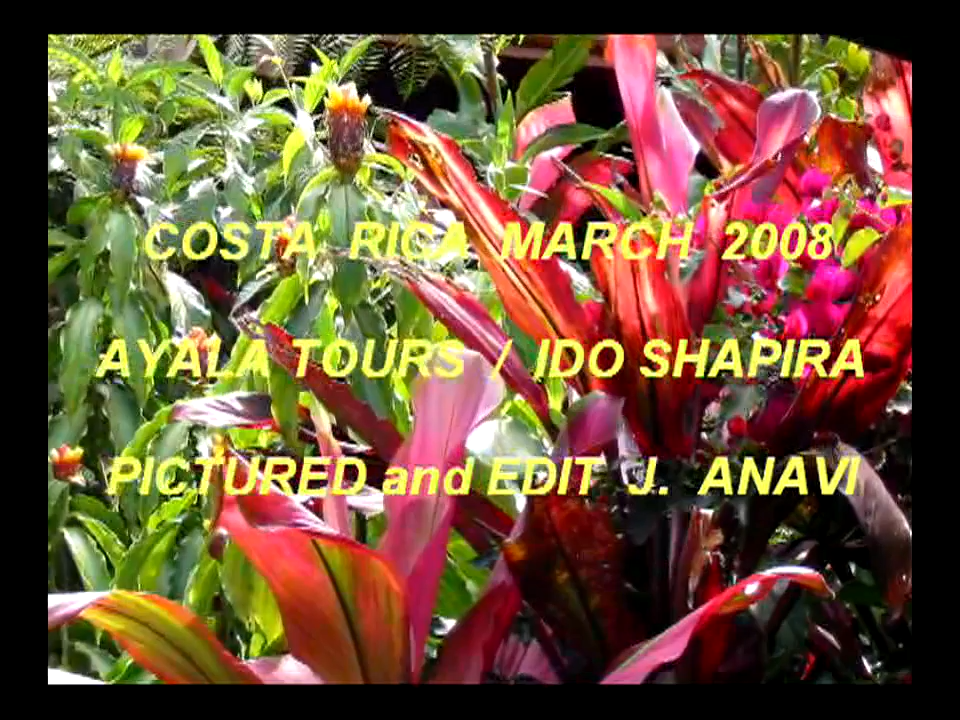 COSTA RICA MARCH 2008
AYALA TOURS / IDO SHAPIRA
PICTURED and EDIT J. ANAVI